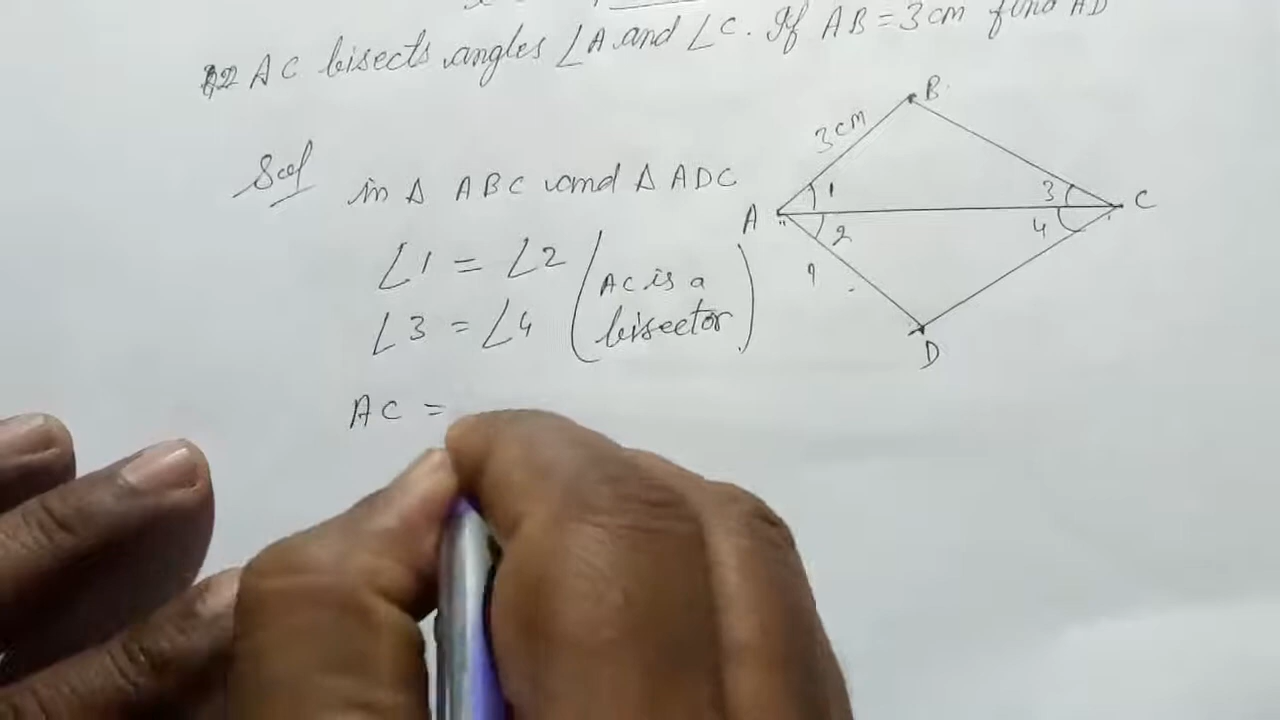 AC bisects angles ∠A and ∠C. If AB = 3cm find AD
Sol
in Δ ABC and Δ ADC
∠1 = ∠2
∠3 = ∠4
(AC is a
bisector)
AC =
B
3cm
1
3
A
C
2
4
?
D